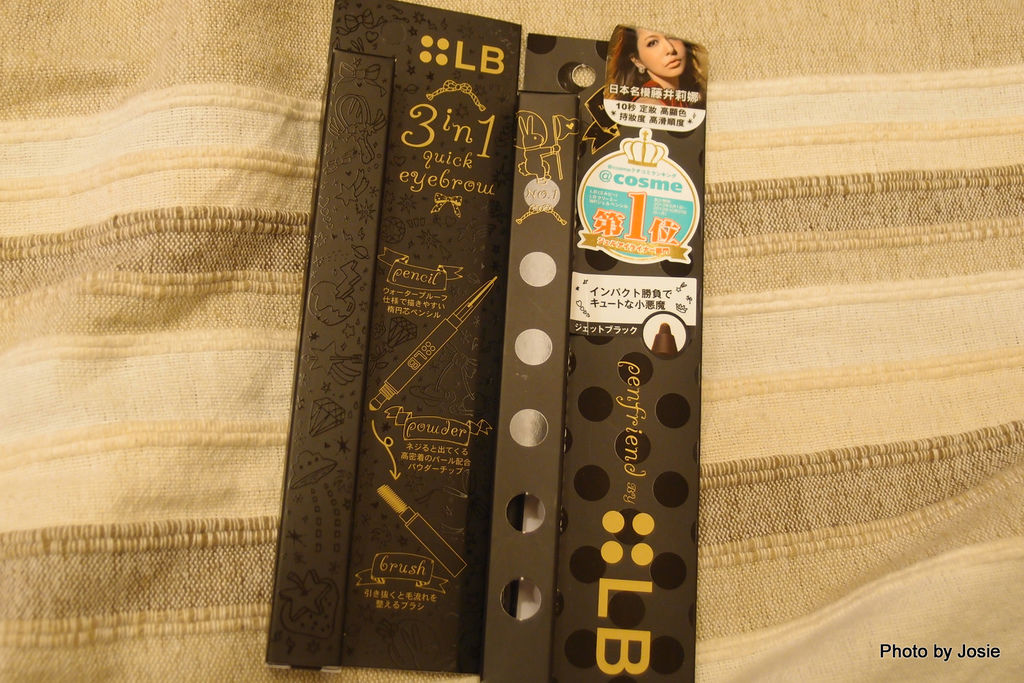 LB
3in1
quick
eyebrow
pencil
ウォータープルーフ
仕様で描きやすい
楕円芯ペンシル
LB
powder
ネジると出てくる
高密着のパール配合
パウダーチップ
brush
引き抜くと毛流れを
整えるブラシ
NO.1
日本名模藤井莉娜
10秒 定妝 高顯色
持妝度 高滑順度
@cosme
第1位
インパクト勝負で
キュートな小悪魔
ジェットブラック
penfriend by
LB
Photo by Josie